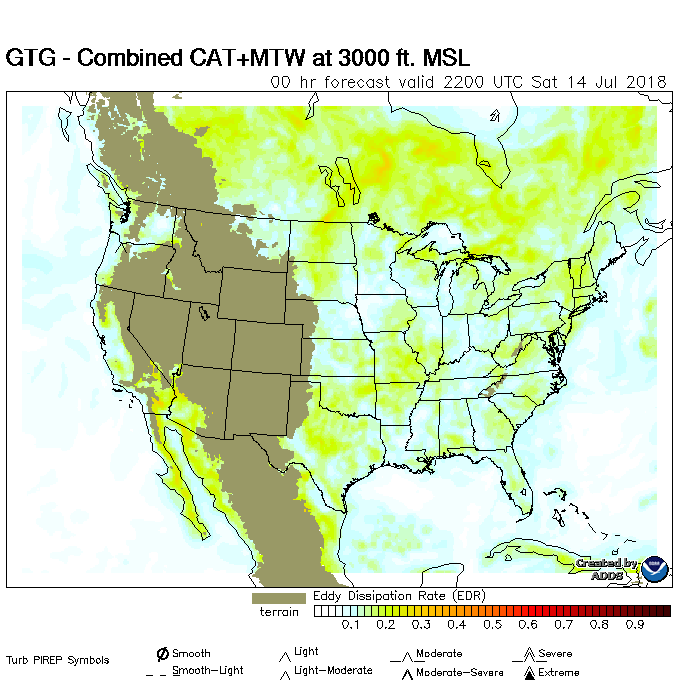 GTG - Combined CAT+MTW at 3000 ft. MSL
00 hr forecast valid 2200 UTC Sat 14 Jul 2018
Created by
ADDS
Eddy Dissipation Rate (EDR)
terrain
0.1 0.2 0.3 0.4 0.5 0.6 0.7 0.8 0.9
Turb PIREP Symbols
Smooth Light Moderate Severe
Smooth-Light Light-Moderate Moderate-Severe Extreme